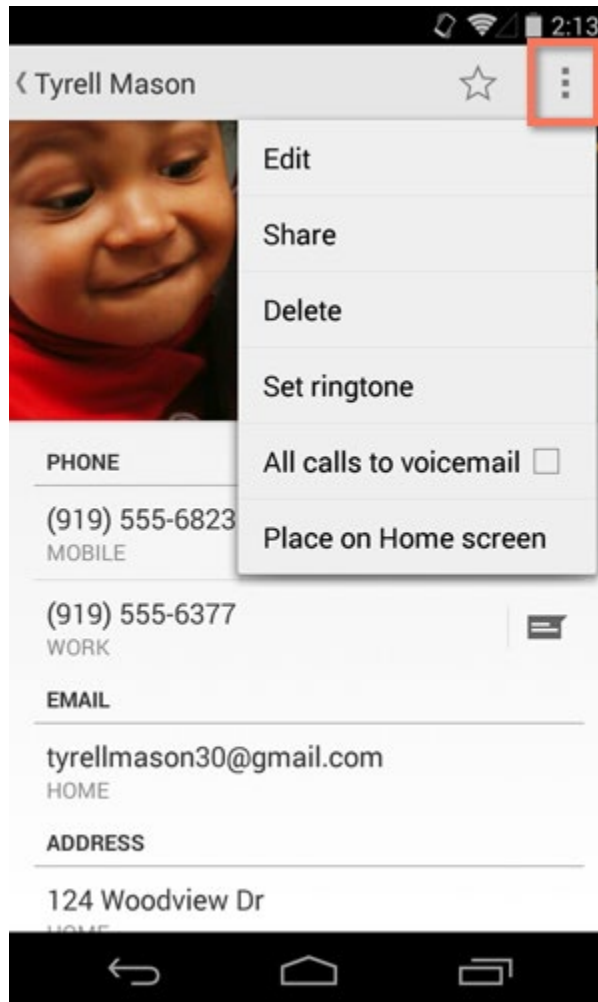 2:13
Tyrell Mason
Edit
Share
Delete
Set ringtone
All calls to voicemail
Place on Home screen
PHONE
(919) 555-6823
MOBILE
(919) 555-6377
WORK
EMAIL
tyrellmason30@gmail.com
HOME
ADDRESS
124 Woodview Dr
HOME